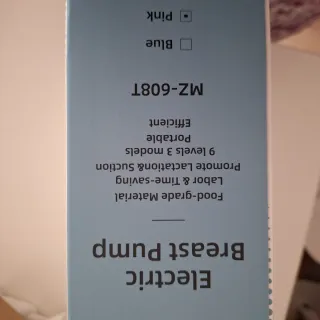 Electric
Breast Pump
Food-grade Material
Labor & Time-saving
Promote Lactation& Suction
9 levels 3 models
Portable
Efficient
MZ-608T
Blue
Pink